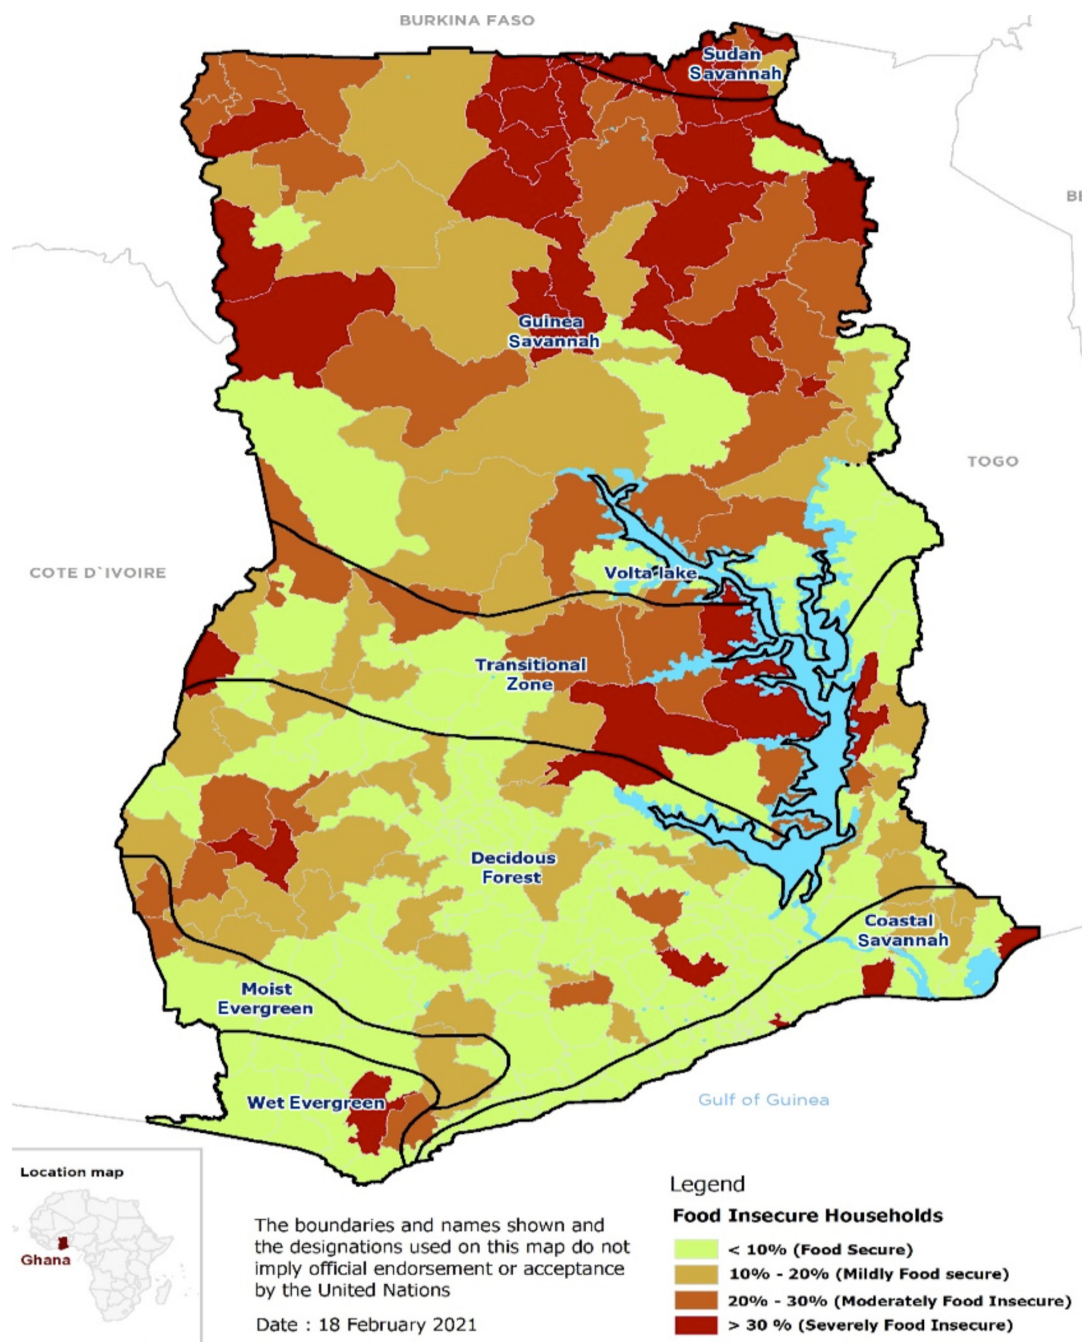 BURKINA FASO
Sudan
Savannah
BE
Guinea
Savannah
TOGO
COTE D`IVOIRE
Volta lake
Transitional
Zone
Decidous
Forest
Coastal
Savannah
Moist
Evergreen
Wet Evergreen
Gulf of Guinea
Location map
Ghana
The boundaries and names shown and
the designations used on this map do not
imply official endorsement or acceptance
by the United Nations
Date : 18 February 2021
Legend
Food Insecure Households
< 10% (Food Secure)
10% - 20% (Mildly Food secure)
20% - 30% (Moderately Food Insecure)
> 30 % (Severely Food Insecure)